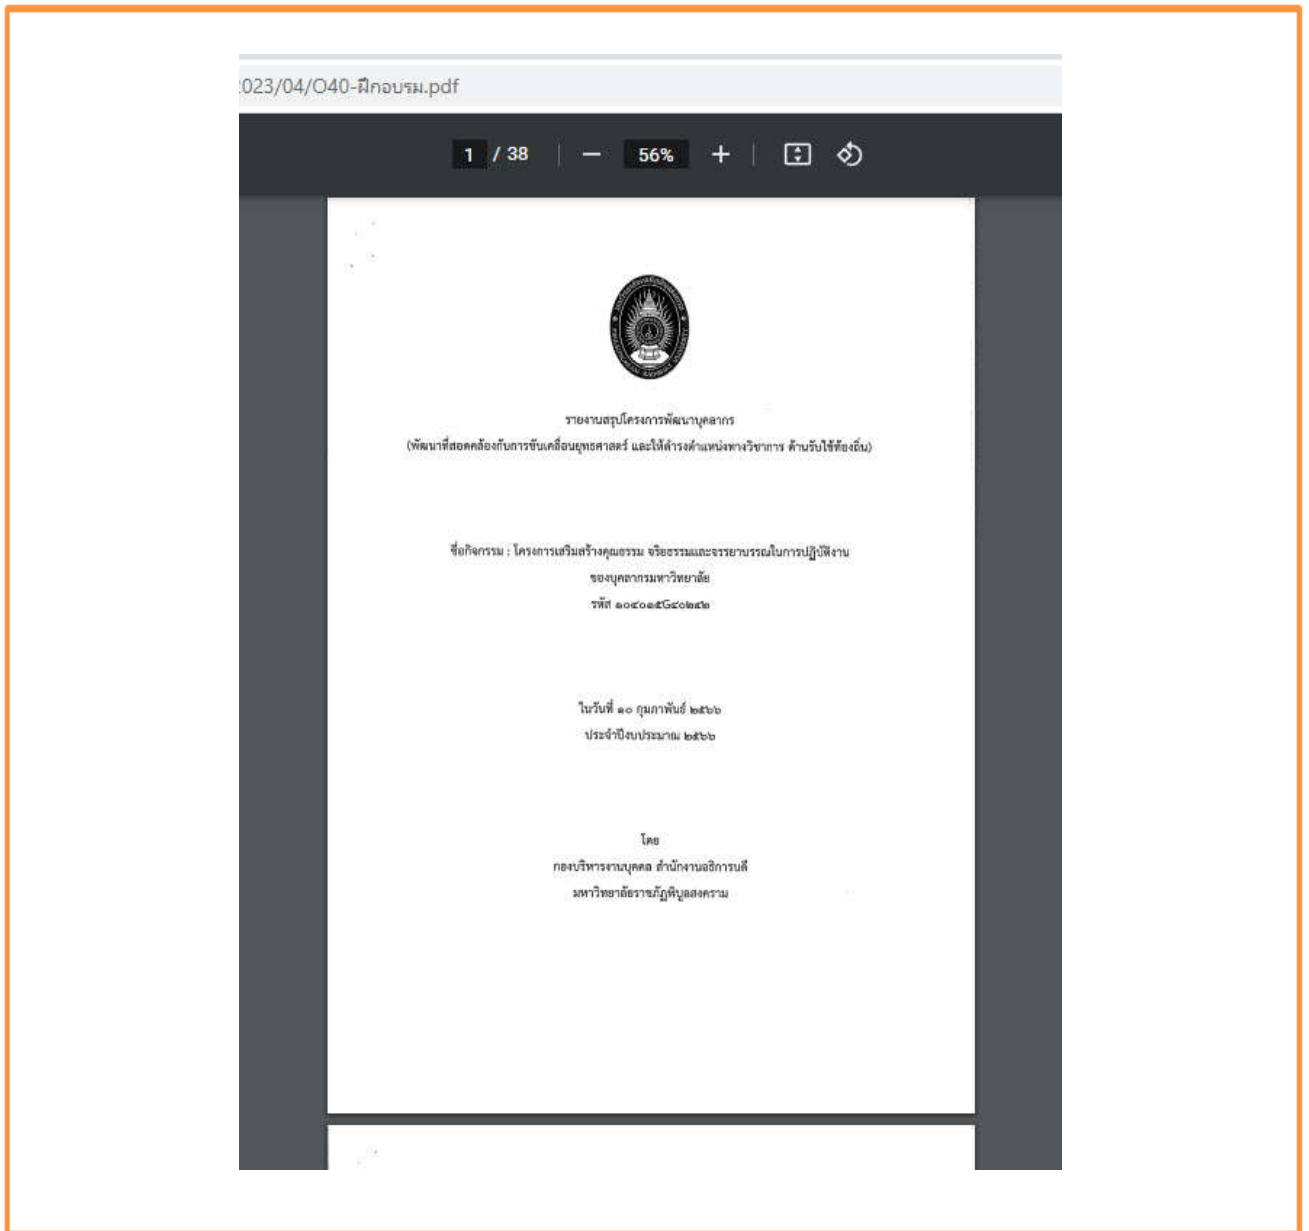 2023/04/O40-ฝึกอบรม.pdf
1 / 38 — 56% +
รายงานสรุปโครงการพัฒนาบุคลากร
(พัฒนาที่สอดคล้องกับการขับเคลื่อนยุทธศาสตร์ และให้ดำรงตำแหน่งทางวิชาการ ด้านรับใช้ท้องถิ่น)
ชื่อกิจกรรม : โครงการเสริมสร้างคุณธรรม จริยธรรมและจรรยาบรรณในการปฏิบัติงาน
ของบุคลากรมหาวิทยาลัย
รหัส
ในวันที่ ๑๐ กุมภาพันธ์ ๒๕๖๖
ประจำปีงบประมาณ ๒๕๖๖
โดย
กองบริหารงานบุคคล สำนักงานอธิการบดี
มหาวิทยาลัยราชภัฏพิบูลสงคราม